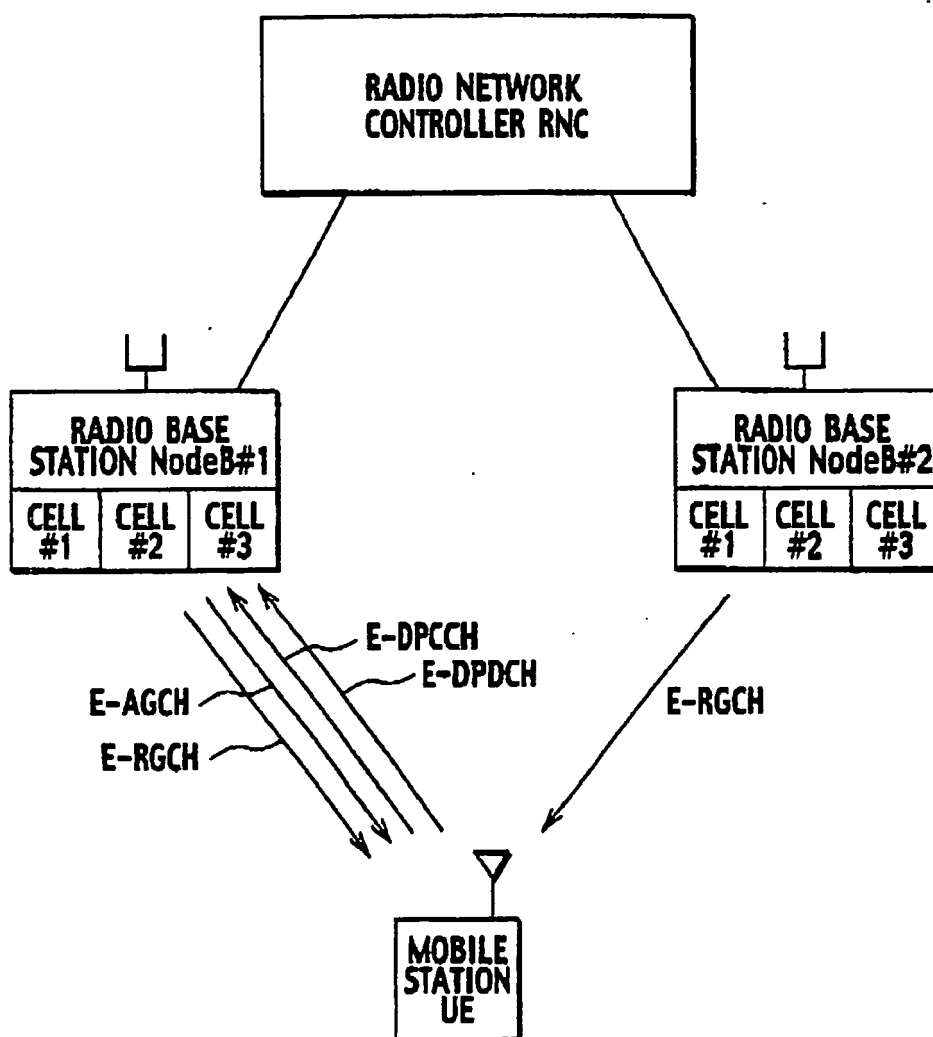 RADIO NETWORK
CONTROLLER RNC
RADIO BASE
STATION NodeB#1
CELL #1
CELL #2
CELL #3
RADIO BASE
STATION NodeB#2
CELL #1
CELL #2
CELL #3
E-DPCCH
E-DPDCH
E-AGCH
E-RGCH
E-RGCH
MOBILE
STATION
UE